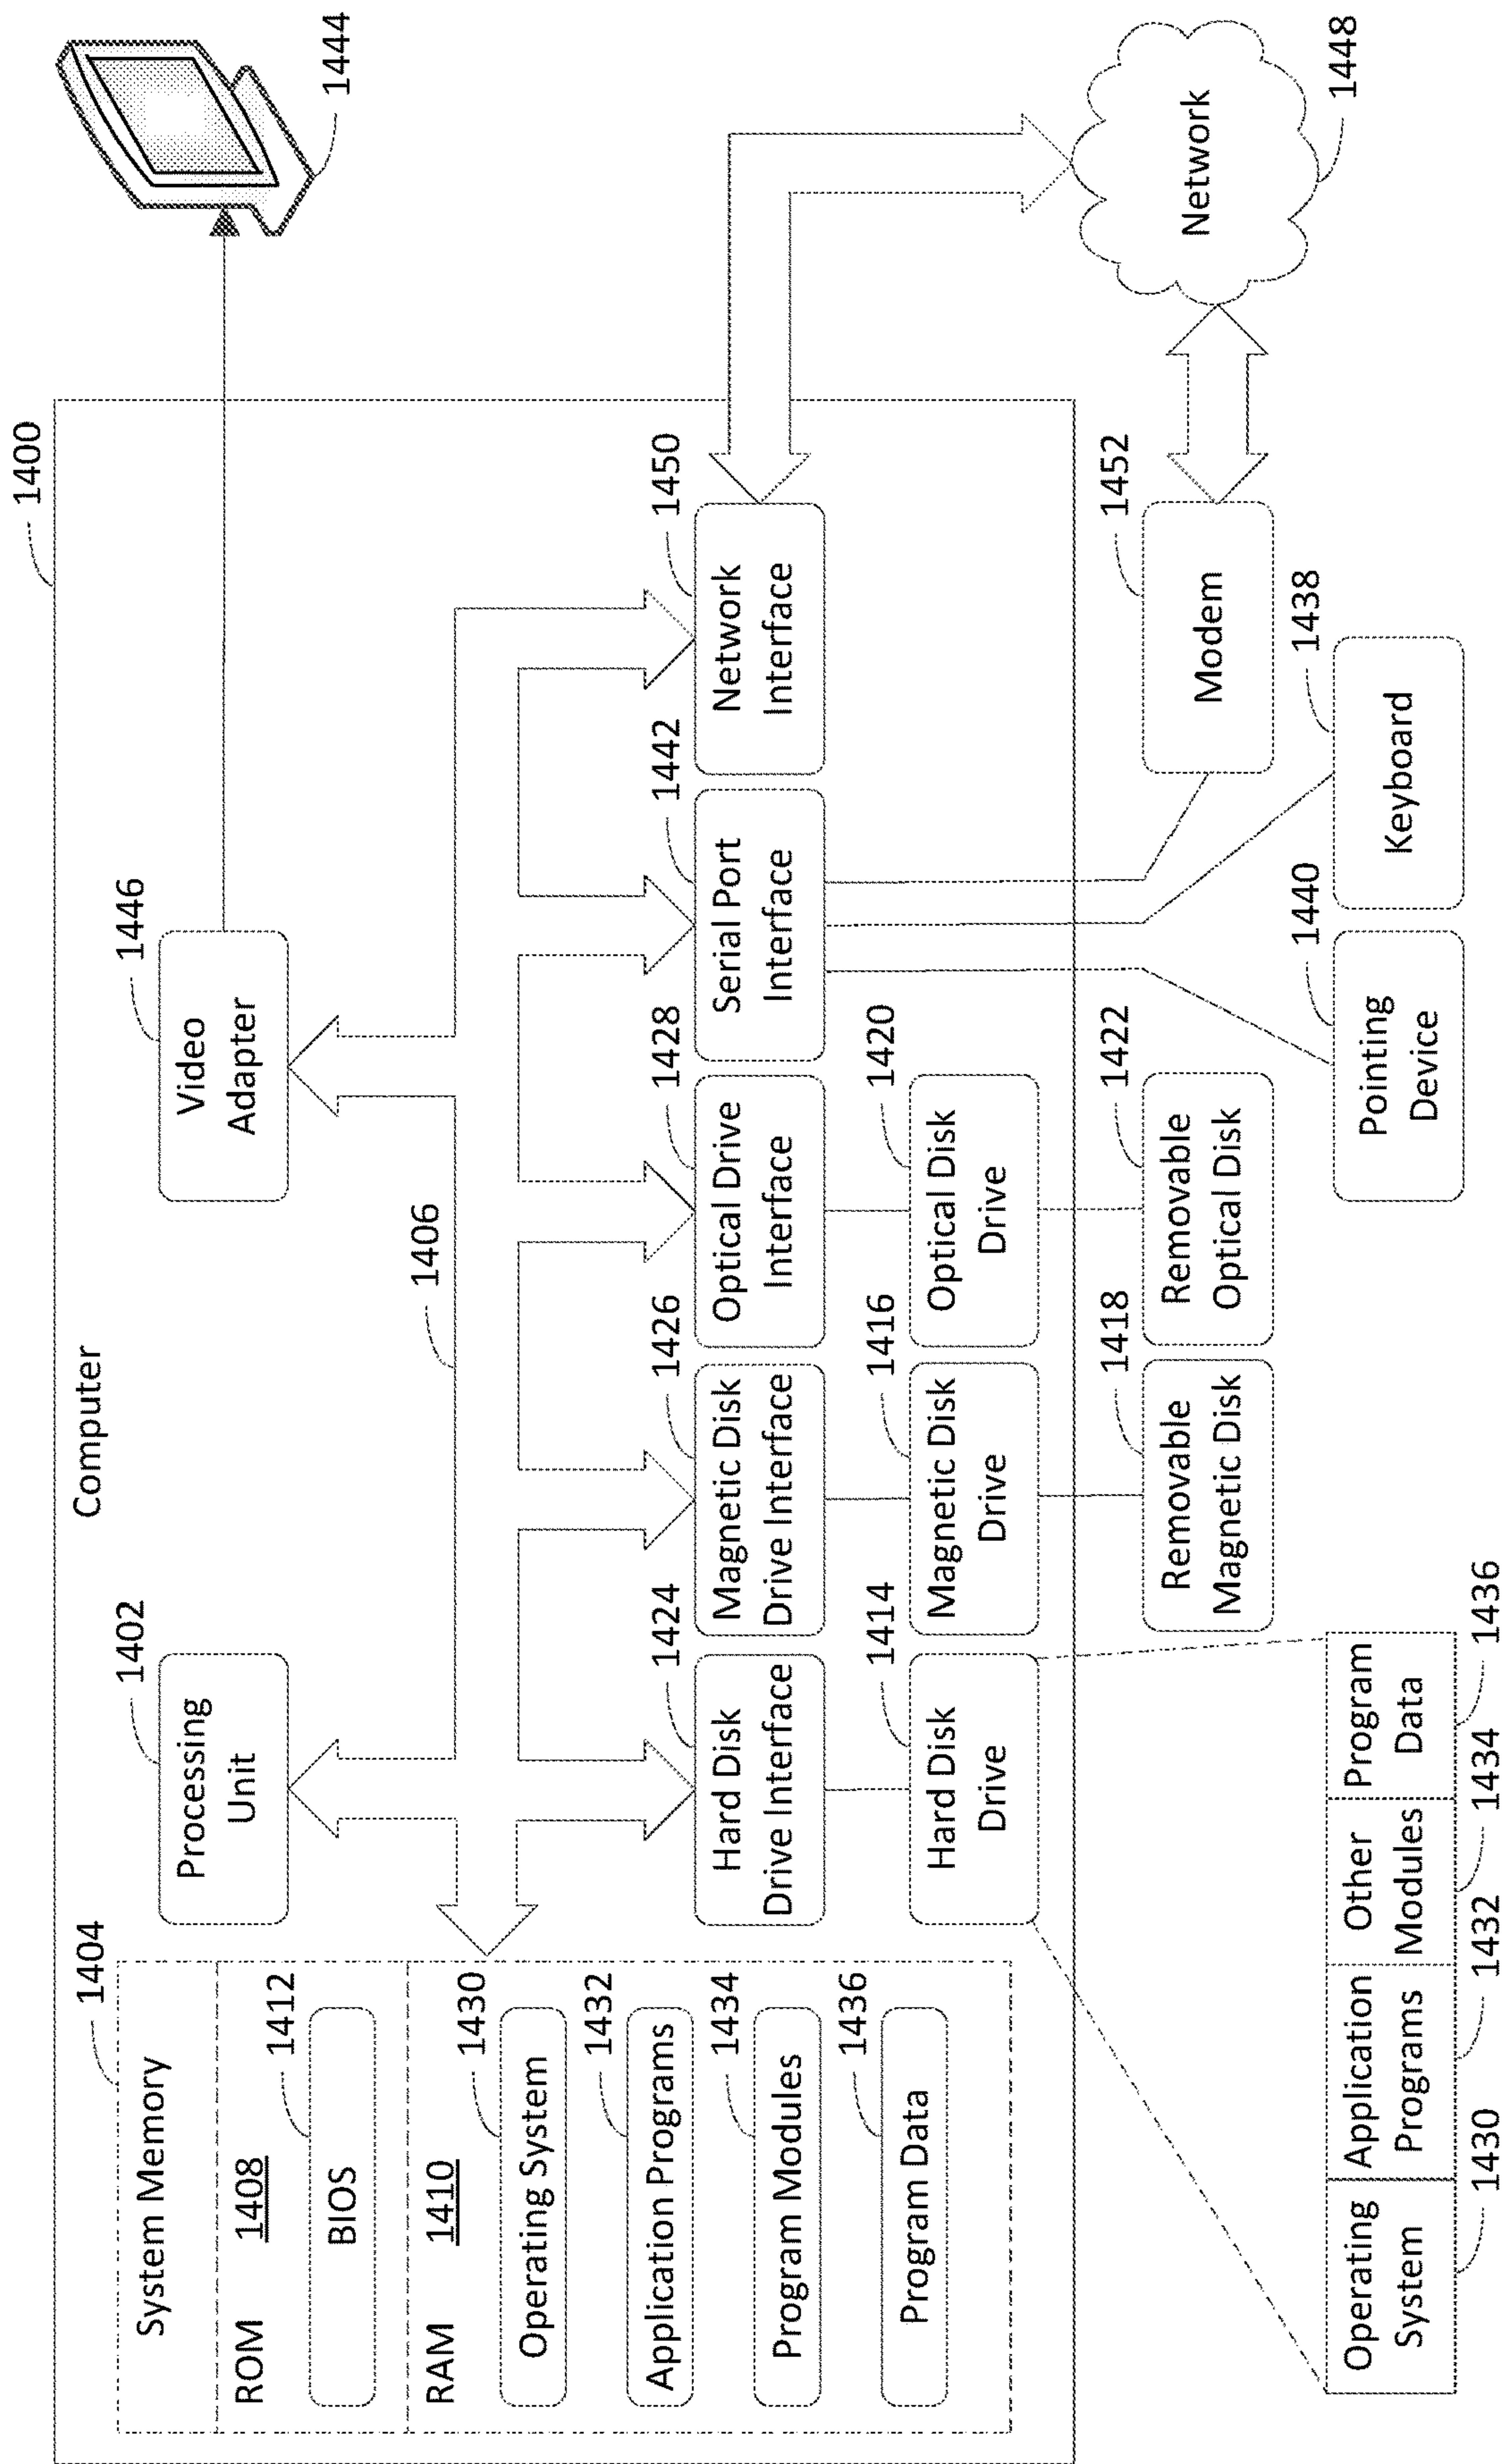 Computer
1400
System Memory
1404
ROM
1408
1412
BIOS
RAM
1410
1430
Operating System
1432
Application Programs
1434
Program Modules
1436
Program Data
1402
Processing
Unit
1406
1446
Video
Adapter
1444
1424
Hard Disk
Drive Interface
1426
Magnetic Disk
Drive Interface
1428
Optical Drive
Interface
1442
Serial Port
Interface
1450
Network
Interface
1414
Hard Disk
Drive
1416
Magnetic Disk
Drive
1420
Optical Disk
Drive
1418
Removable
Magnetic Disk
1422
Removable
Optical Disk
1452
Modem
Network
1448
1440
Pointing
Device
1438
Keyboard
Operating
System
Application
Programs
Other
Modules
Program
Data
1430
1432
1434
1436